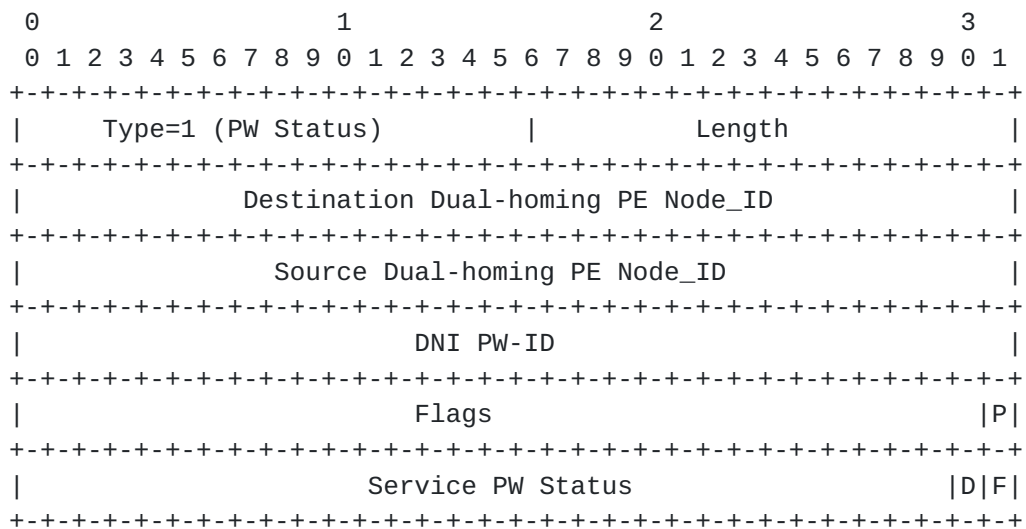 0                   1                   2                   3
 0 1 2 3 4 5 6 7 8 9 0 1 2 3 4 5 6 7 8 9 0 1 2 3 4 5 6 7 8 9 0 1
+-+-+-+-+-+-+-+-+-+-+-+-+-+-+-+-+-+-+-+-+-+-+-+-+-+-+-+-+-+-+-+-+
|     Type=1 (PW Status)         |          Length              |
+-+-+-+-+-+-+-+-+-+-+-+-+-+-+-+-+-+-+-+-+-+-+-+-+-+-+-+-+-+-+-+-+
|              Destination Dual-homing PE Node_ID               |
+-+-+-+-+-+-+-+-+-+-+-+-+-+-+-+-+-+-+-+-+-+-+-+-+-+-+-+-+-+-+-+-+
|                Source Dual-homing PE Node_ID                  |
+-+-+-+-+-+-+-+-+-+-+-+-+-+-+-+-+-+-+-+-+-+-+-+-+-+-+-+-+-+-+-+-+
|                         DNI PW-ID                             |
+-+-+-+-+-+-+-+-+-+-+-+-+-+-+-+-+-+-+-+-+-+-+-+-+-+-+-+-+-+-+-+-+
|                         Flags                               |P|
+-+-+-+-+-+-+-+-+-+-+-+-+-+-+-+-+-+-+-+-+-+-+-+-+-+-+-+-+-+-+-+-+
|                      Service PW Status                    |D|F|
+-+-+-+-+-+-+-+-+-+-+-+-+-+-+-+-+-+-+-+-+-+-+-+-+-+-+-+-+-+-+-+-+